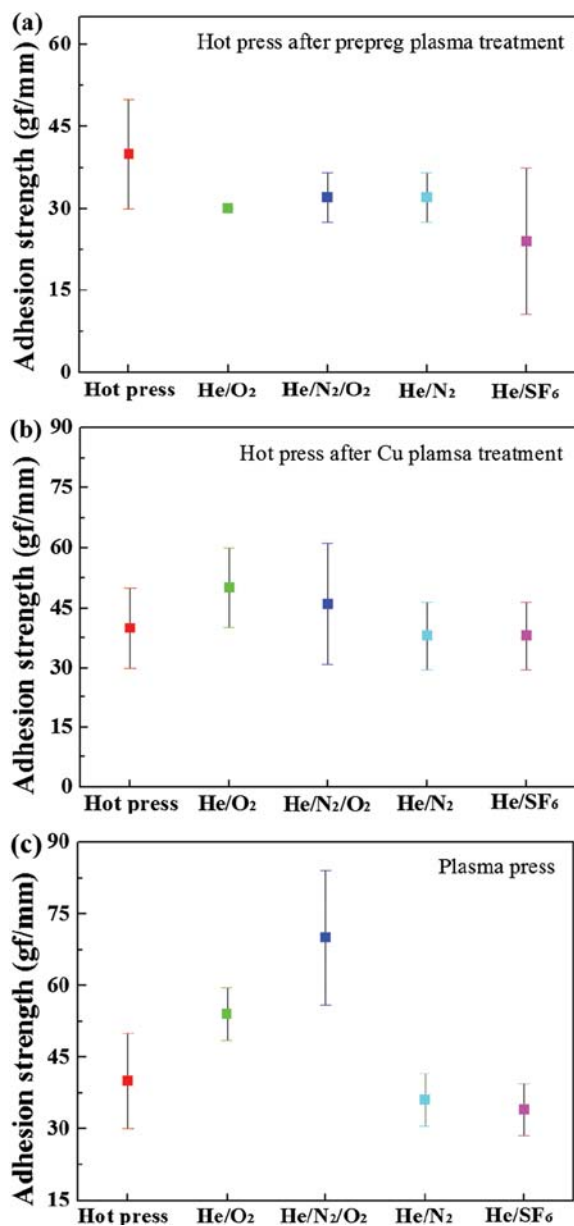 (a)
Hot press after prepreg plasma treatment
Adhesion strength (gf/mm)
60
45
30
15
0
Hot press He/O₂ He/N₂/O₂ He/N₂ He/SF₆
(b)
Hot press after Cu plamsa treatment
Adhesion strength (gf/mm)
90
75
60
45
30
15
0
Hot press He/O₂ He/N₂/O₂ He/N₂ He/SF₆
(c)
Plasma press
Adhesion strength (gf/mm)
90
75
60
45
30
15
Hot press He/O₂ He/N₂/O₂ He/N₂ He/SF₆